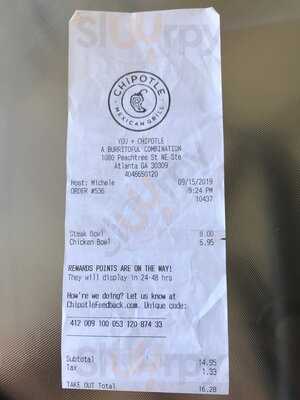 CHIPOTLE
MEXICAN GRILL
YOU + CHIPOTLE
A BURRITOFUL COMBINATION
1080 Peachtree St NE Ste
Atlanta GA 30309
4046650120
Host: Michele 09/15/2019
ORDER #536 9:24 PM
10437
Steak Bowl 8.00
Chicken Bowl 6.95
REWARDS POINTS ARE ON THE WAY!
They will display in 24-48 hrs
How're we doing? Let us know at
ChipotleFeedback.com. Unique code:
412 009 100 053 120 874 33
Subtotal 14.95
Tax 1.33
TAKE OUT Total 16.28